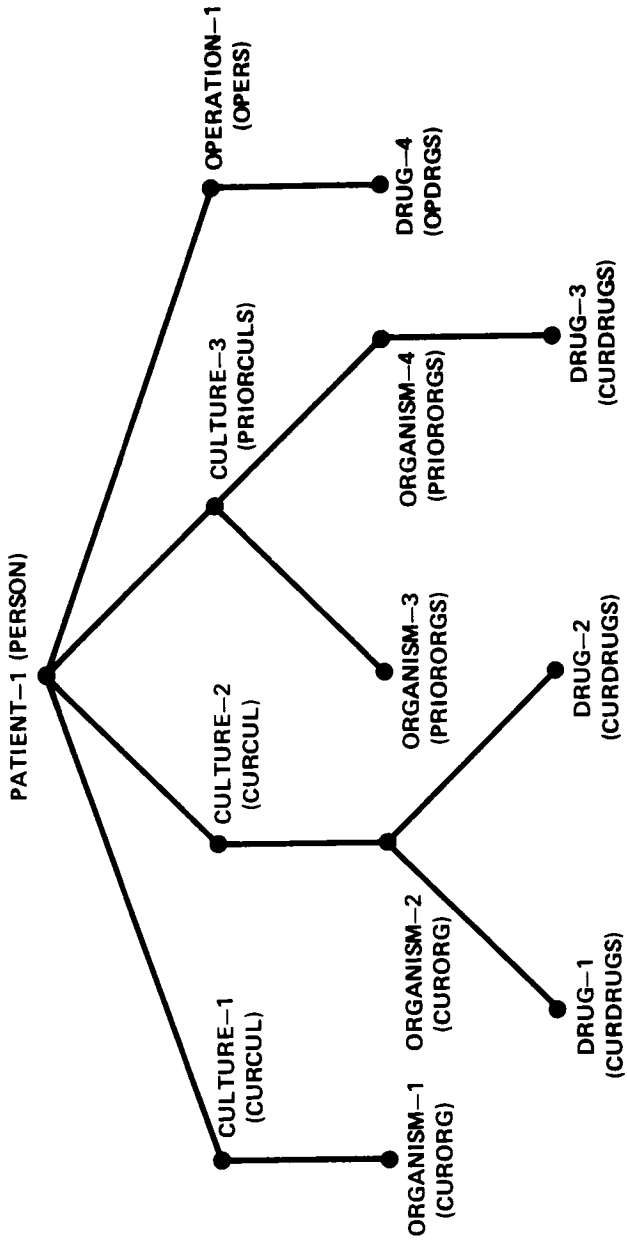 PATIENT–1 (PERSON)
CULTURE–1
(CURCUL)
CULTURE–2
(CURCUL)
CULTURE–3
(PRIORCULS)
OPERATION–1
(OPERS)
ORGANISM–1
(CURORG)
ORGANISM–2
(CURORG)
ORGANISM–3
(PRIORORGS)
ORGANISM–4
(PRIORORGS)
DRUG–4
(OPDRGS)
DRUG–1
(CURDRUGS)
DRUG–2
(CURDRUGS)
DRUG–3
(CURDRUGS)